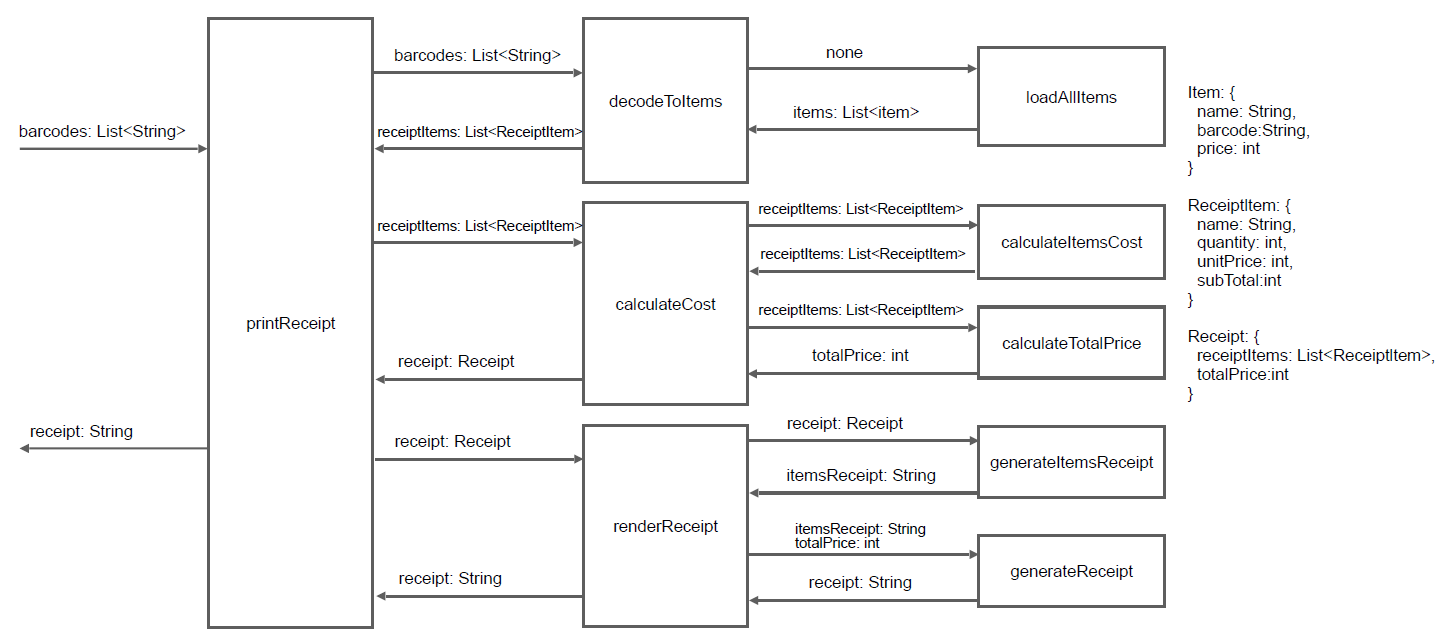 barcodes: List<String>
printReceipt
receipt: String
barcodes: List<String>
receiptItems: List<ReceiptItem>
decodeToItems
none
items: List<item>
loadAllItems
receiptItems: List<ReceiptItem>
receipt: Receipt
calculateCost
receiptItems: List<ReceiptItem>
receiptItems: List<ReceiptItem>
calculateItemsCost
receiptItems: List<ReceiptItem>
totalPrice: int
calculateTotalPrice
receipt: Receipt
receipt: String
renderReceipt
receipt: Receipt
itemsReceipt: String
generateItemsReceipt
itemsReceipt: String
totalPrice: int
receipt: String
generateReceipt
Item: {
name: String,
barcode:String,
price: int
}
ReceiptItem: {
name: String,
quantity: int,
unitPrice: int,
subTotal:int
}
Receipt: {
receiptItems: List<ReceiptItem>,
totalPrice:int
}